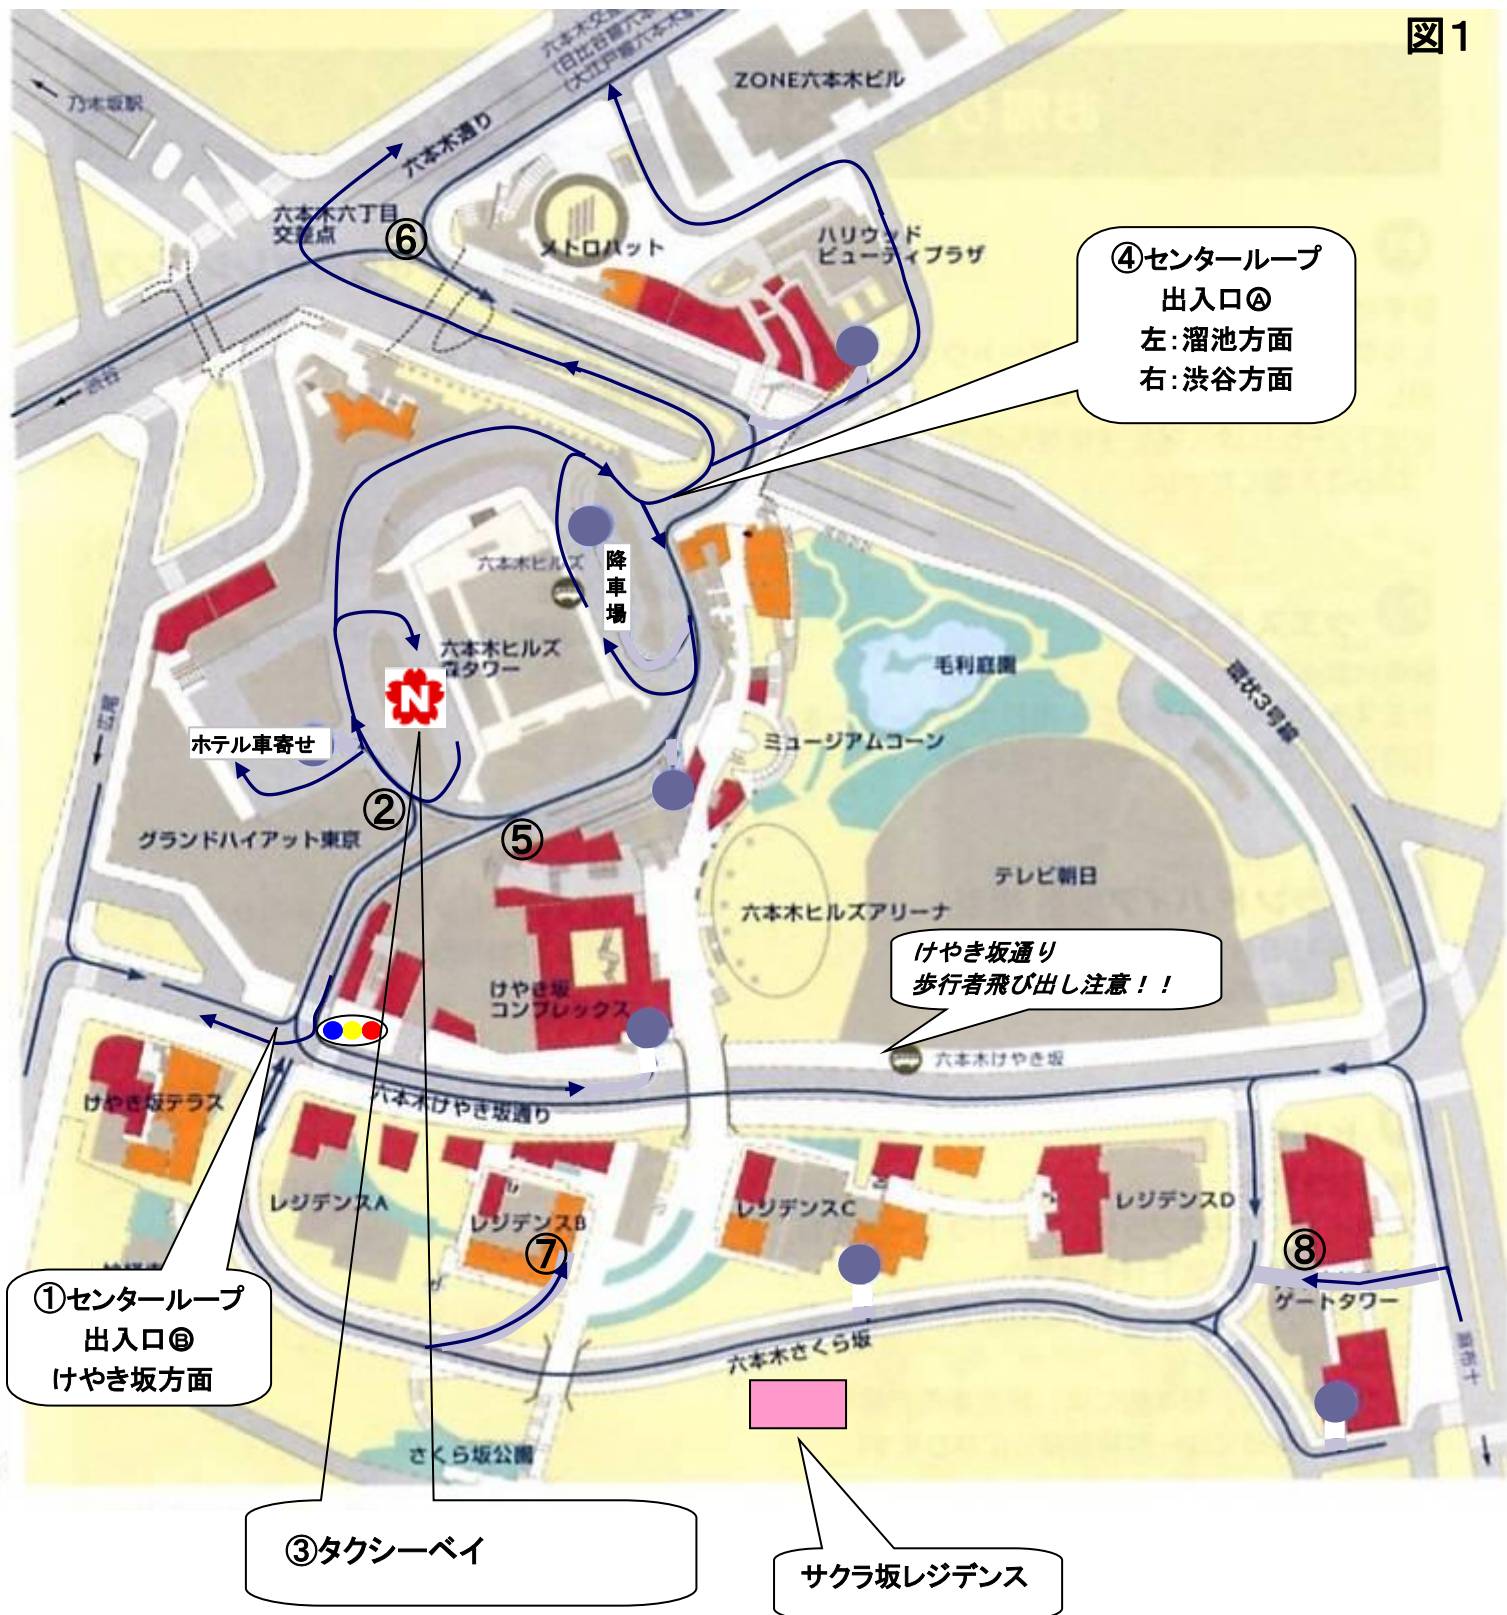 図1
ZONE六本木ビル
乃木坂駅
六本木通り
六本木六丁目
交差点
⑥
メトロハット
ハリウッド
ビューティプラザ
④センターループ
出入口Ⓐ
左：溜池方面
右：渋谷方面
渋谷
六本木ヒルズ
降
車
場
六本木ヒルズ
森タワー
N
毛利庭園
環状3号線
広尾
ホテル車寄せ
ミュージアムコーン
②
⑤
グランドハイアット東京
テレビ朝日
六本木ヒルズアリーナ
けやき坂通り
歩行者飛び出し注意！！
けやき坂
コンプレックス
六本木けやき坂
けやき坂テラス
六本木けやき坂通り
レジデンスA
レジデンスB
レジデンスC
レジデンスD
⑦
⑧
ゲートタワー
①センターループ
出入口Ⓑ
けやき坂方面
六本木さくら坂
麻布十
さくら坂公園
③タクシーベイ
サクラ坂レジデンス